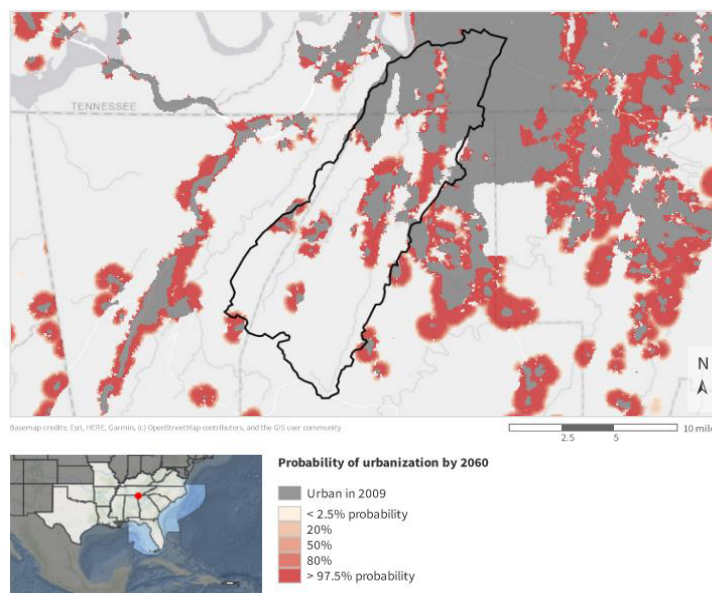 TENNESSEE
N
Basemap credits: Esri, HERE, Garmin, (c) OpenStreetMap contributors, and the GIS user community
2.5 5 10 mile
Probability of urbanization by 2060
Urban in 2009
< 2.5% probability
20%
50%
80%
> 97.5% probability